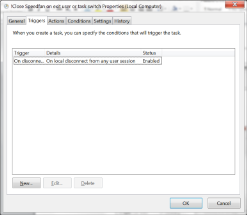 Close Speedfan on exit user or task switch Properties (Local Computer)
General Triggers Actions Conditions Settings History
When you create a task, you can specify the conditions that will trigger the task.
Trigger Details Status
On disconne... On local disconnect from any user session Enabled
New... Edit... Delete
OK Cancel